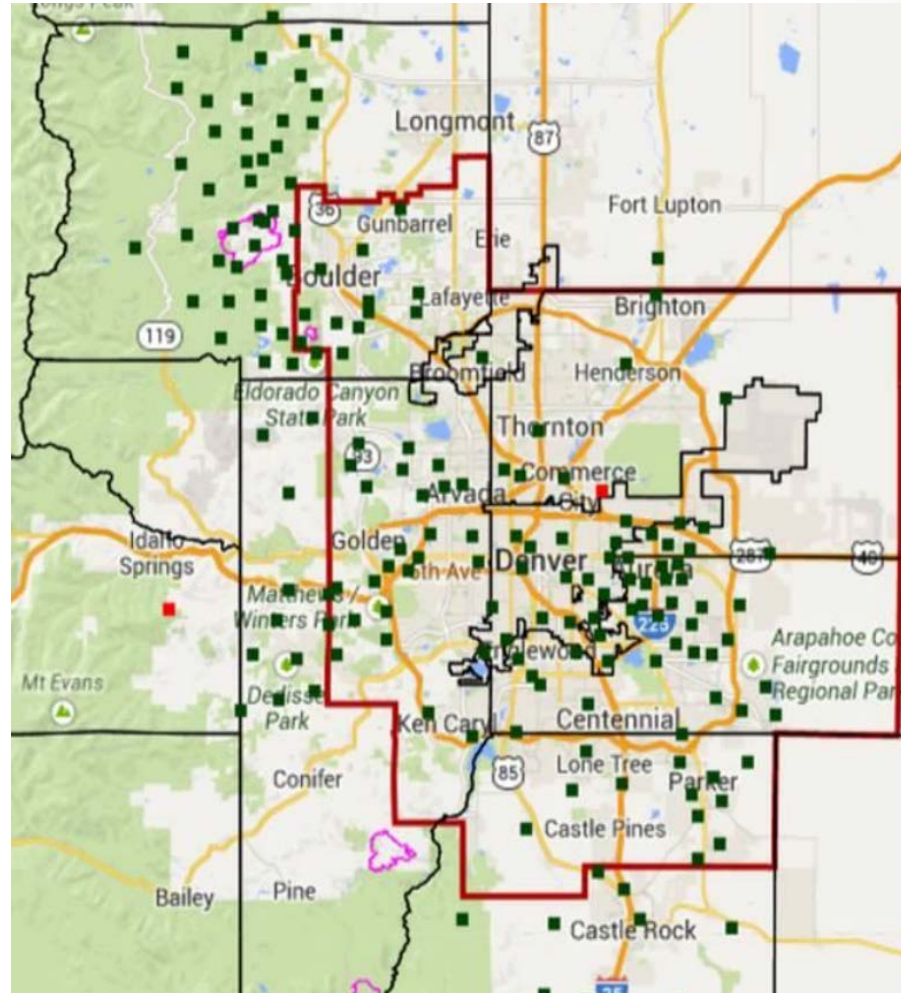 Longs Peak
Longmont
87
Fort Lupton
36
Gunbarrel
Erie
Boulder
Lafayette
Brighton
119
Broomfield
Henderson
Eldorado Canyon
State Park
Thornton
93
Commerce
City
Arvada
Idaho
Springs
Golden
6th Ave
Denver
Aurora
287
40
Matthews /
Winters Park
225
Englewood
Arapahoe Co
Fairgrounds
Regional Par
Mt Evans
Dedisse
Park
Ken Caryl
Centennial
85
Lone Tree
Parker
Conifer
Castle Pines
Bailey
Pine
Castle Rock
25